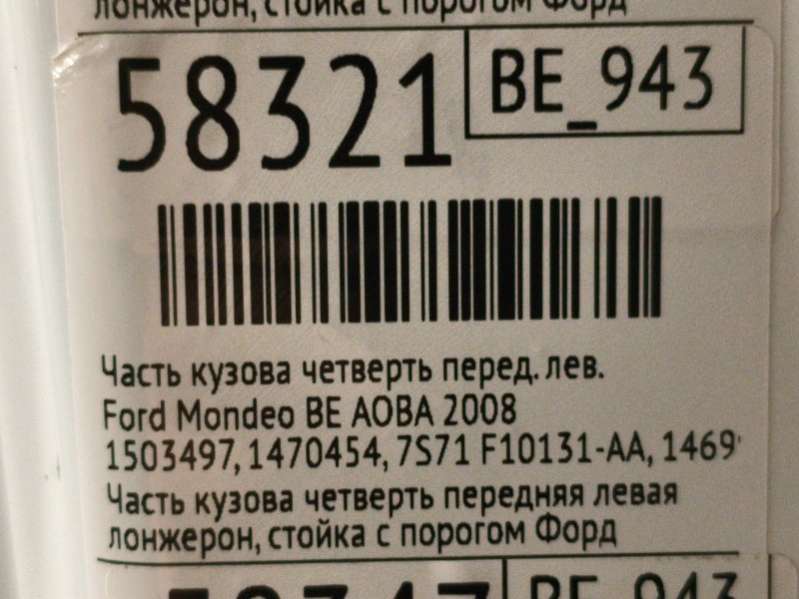 лонжерон, стойка с порогом Форд
58321 BE_943
Часть кузова четверть перед. лев.
Ford Mondeo BE AOBA 2008
1503497, 1470454, 7S71 F10131-AA, 1469
Часть кузова четверть передняя левая
лонжерон, стойка с порогом Форд
BE_943